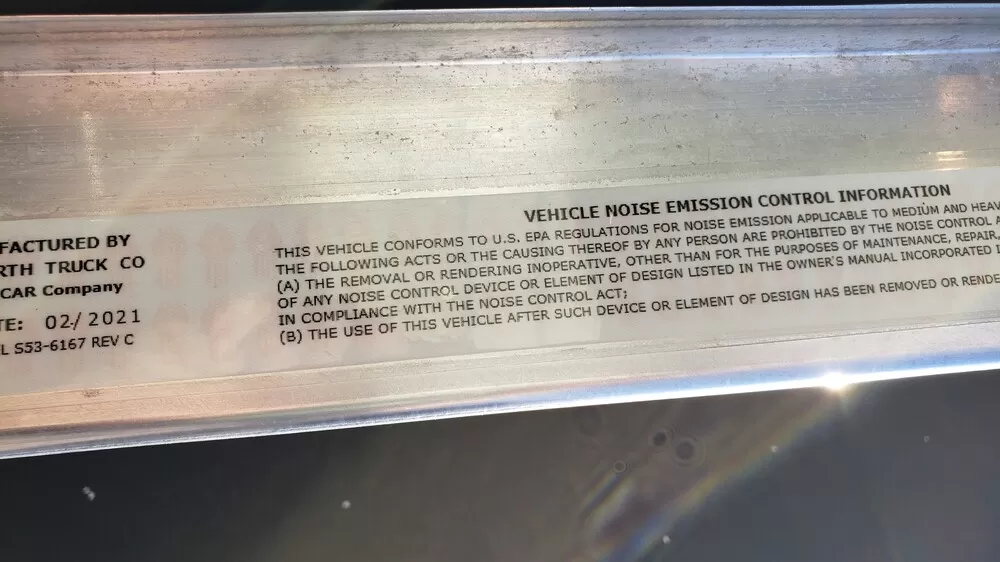 FACTURED BY
RTH TRUCK CO
CAR Company
TE: 02/2021
L S53-6167 REV C
VEHICLE NOISE EMISSION CONTROL INFORMATION
THIS VEHICLE CONFORMS TO U.S. EPA REGULATIONS FOR NOISE EMISSION APPLICABLE TO MEDIUM AND HEAV
THE FOLLOWING ACTS OR THE CAUSING THEREOF BY ANY PERSON ARE PROHIBITED BY THE NOISE CONTROL A
(A) THE REMOVAL OR RENDERING INOPERATIVE, OTHER THAN FOR THE PURPOSES OF MAINTENANCE, REPAIR,
OF ANY NOISE CONTROL DEVICE OR ELEMENT OF DESIGN LISTED IN THE OWNER'S MANUAL INCORPORATED I
IN COMPLIANCE WITH THE NOISE CONTROL ACT;
(B) THE USE OF THIS VEHICLE AFTER SUCH DEVICE OR ELEMENT OF DESIGN HAS BEEN REMOVED OR RENDE